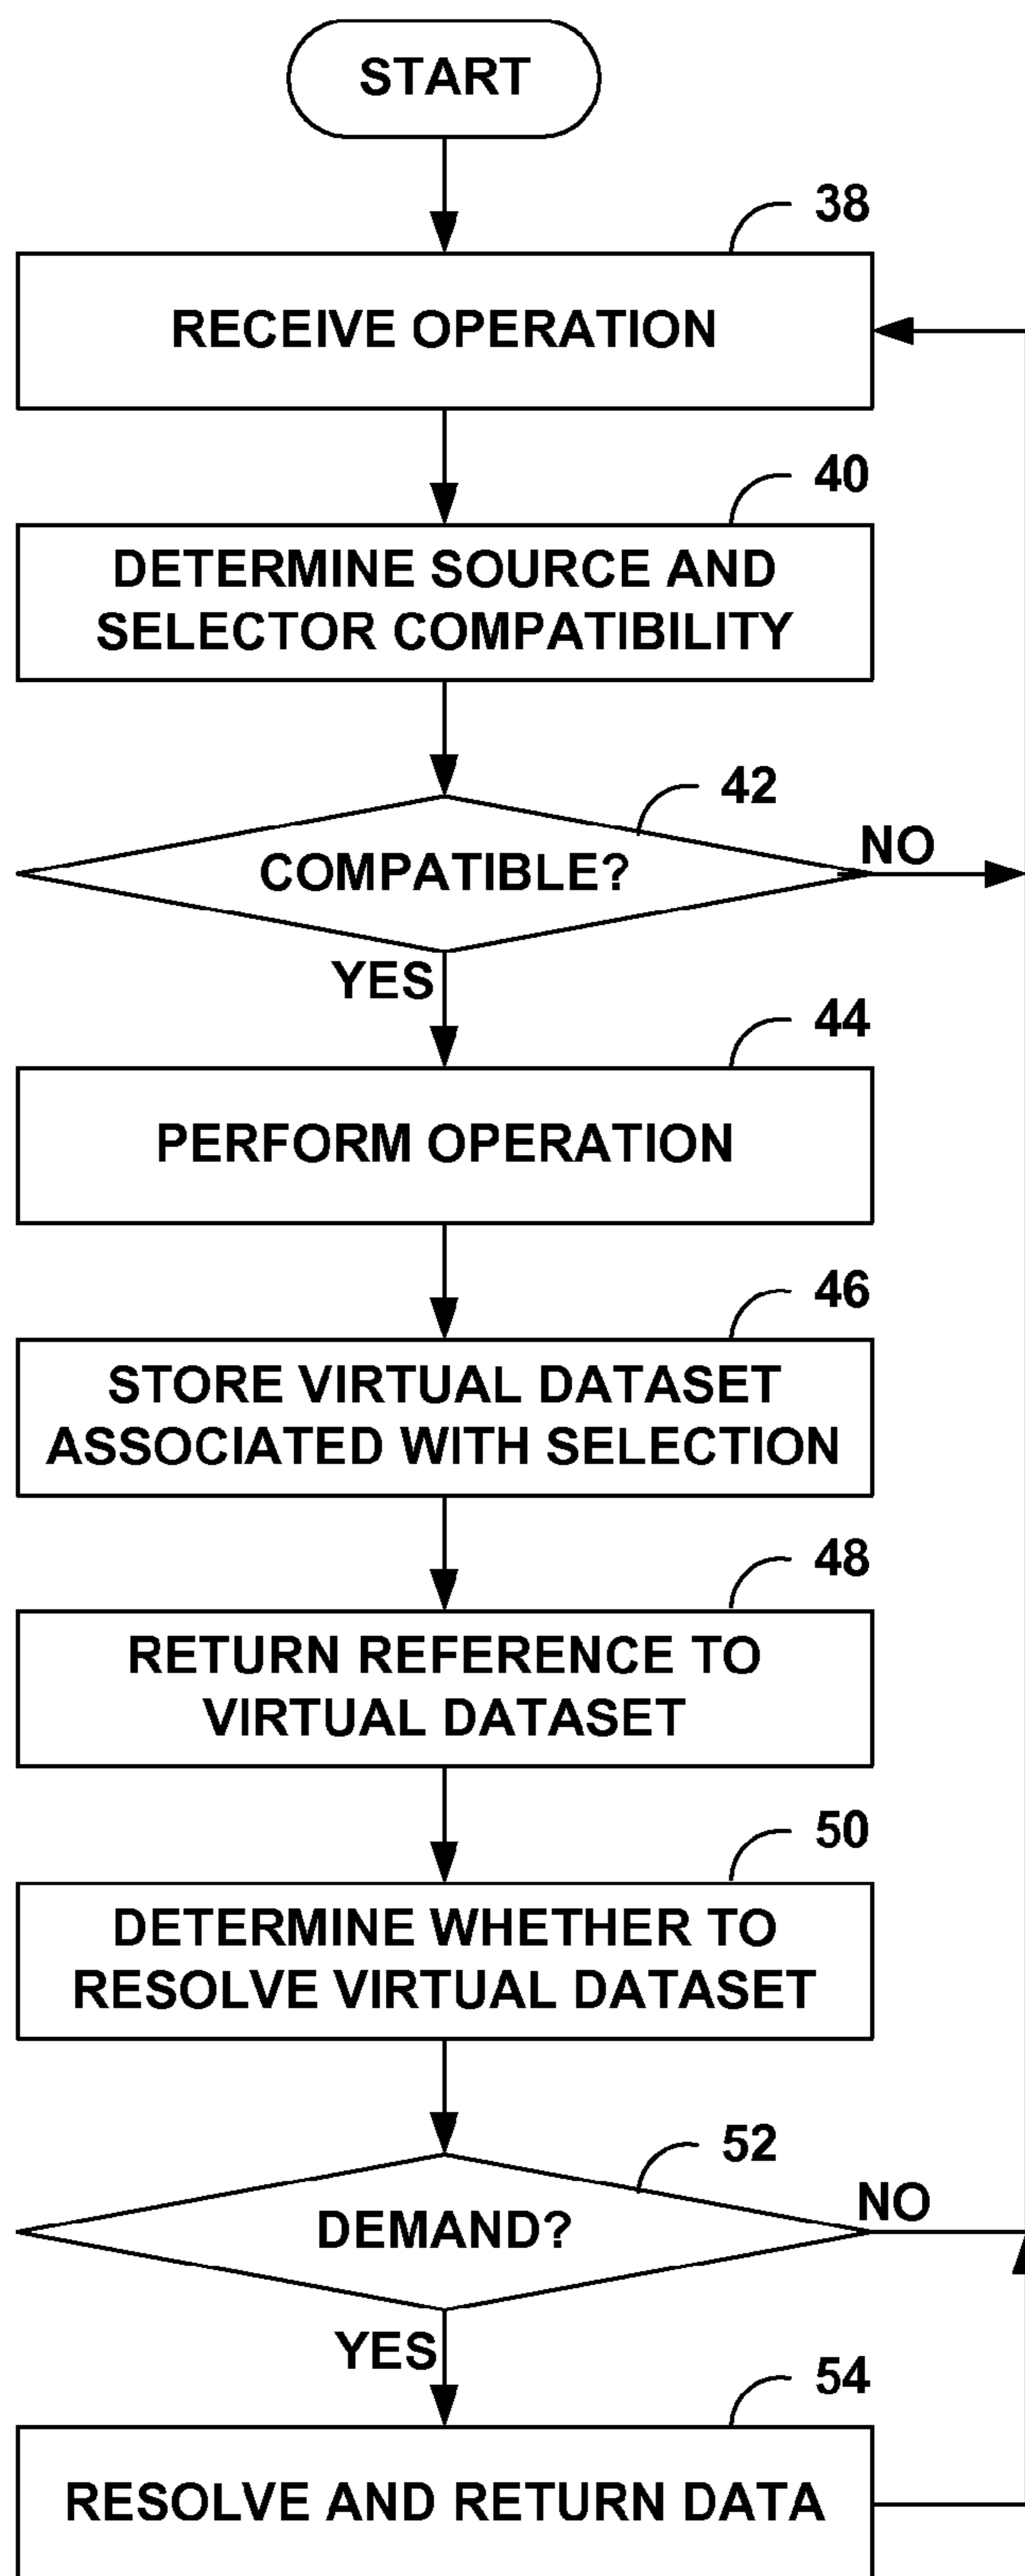 START
38
RECEIVE OPERATION
40
DETERMINE SOURCE AND
SELECTOR COMPATIBILITY
42
COMPATIBLE?
NO
YES
44
PERFORM OPERATION
46
STORE VIRTUAL DATASET
ASSOCIATED WITH SELECTION
48
RETURN REFERENCE TO
VIRTUAL DATASET
50
DETERMINE WHETHER TO
RESOLVE VIRTUAL DATASET
52
DEMAND?
NO
YES
54
RESOLVE AND RETURN DATA